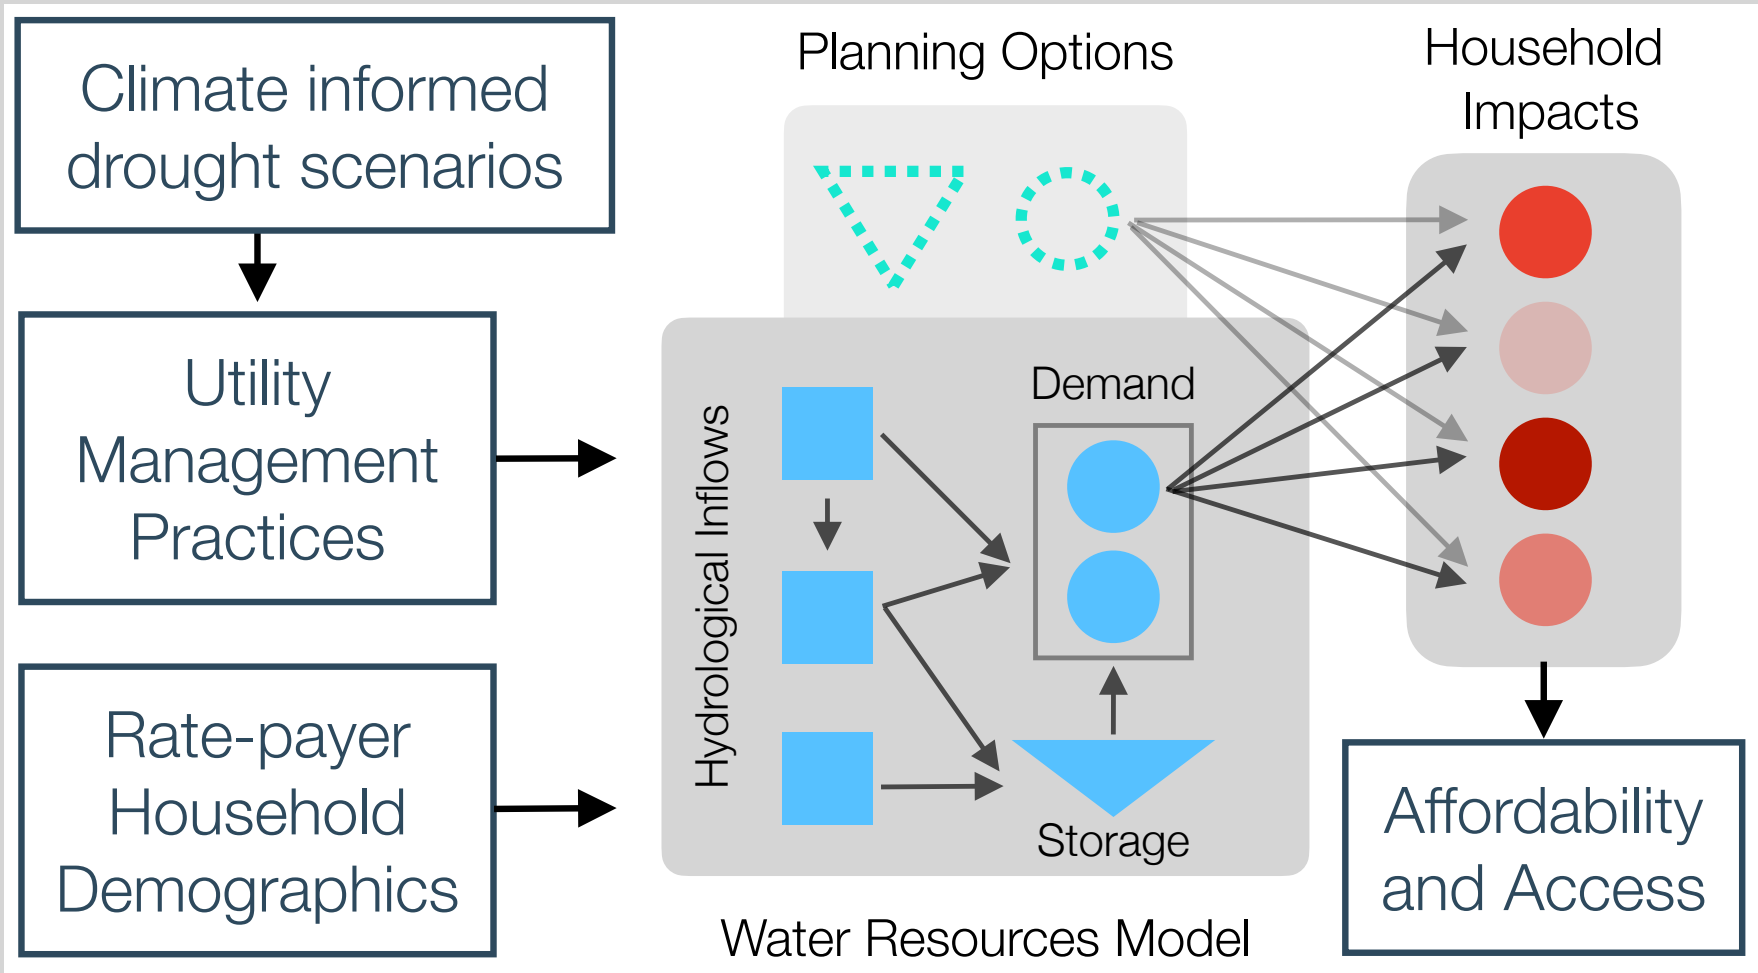 Climate informed
drought scenarios
Utility
Management
Practices
Rate-payer
Household
Demographics
Planning Options
Hydrological Inflows
Demand
Storage
Water Resources Model
Household
Impacts
Affordability
and Access